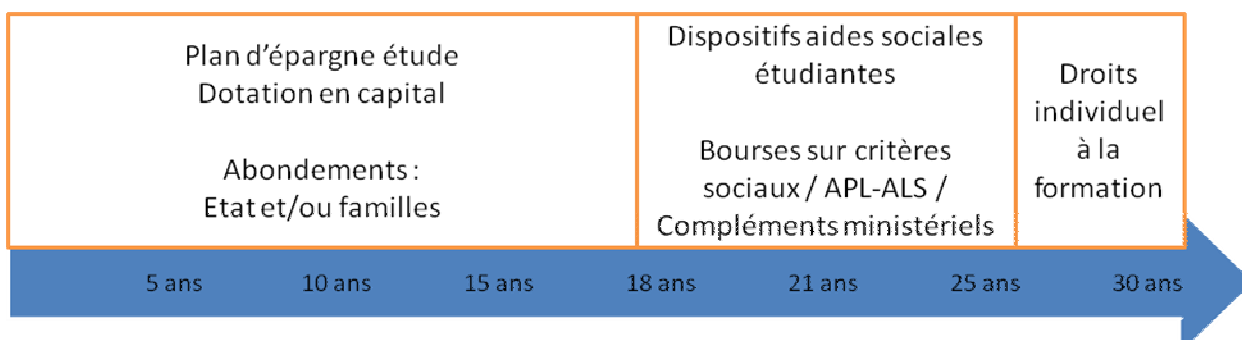 Plan d'épargne étude
Dotation en capital
Abondements :
Etat et/ou familles
Dispositifs aides sociales
étudiantes
Bourses sur critères
sociaux / APL-ALS /
Compléments ministériels
Droits
individuel
à la
formation
5 ans 10 ans 15 ans 18 ans 21 ans 25 ans 30 ans